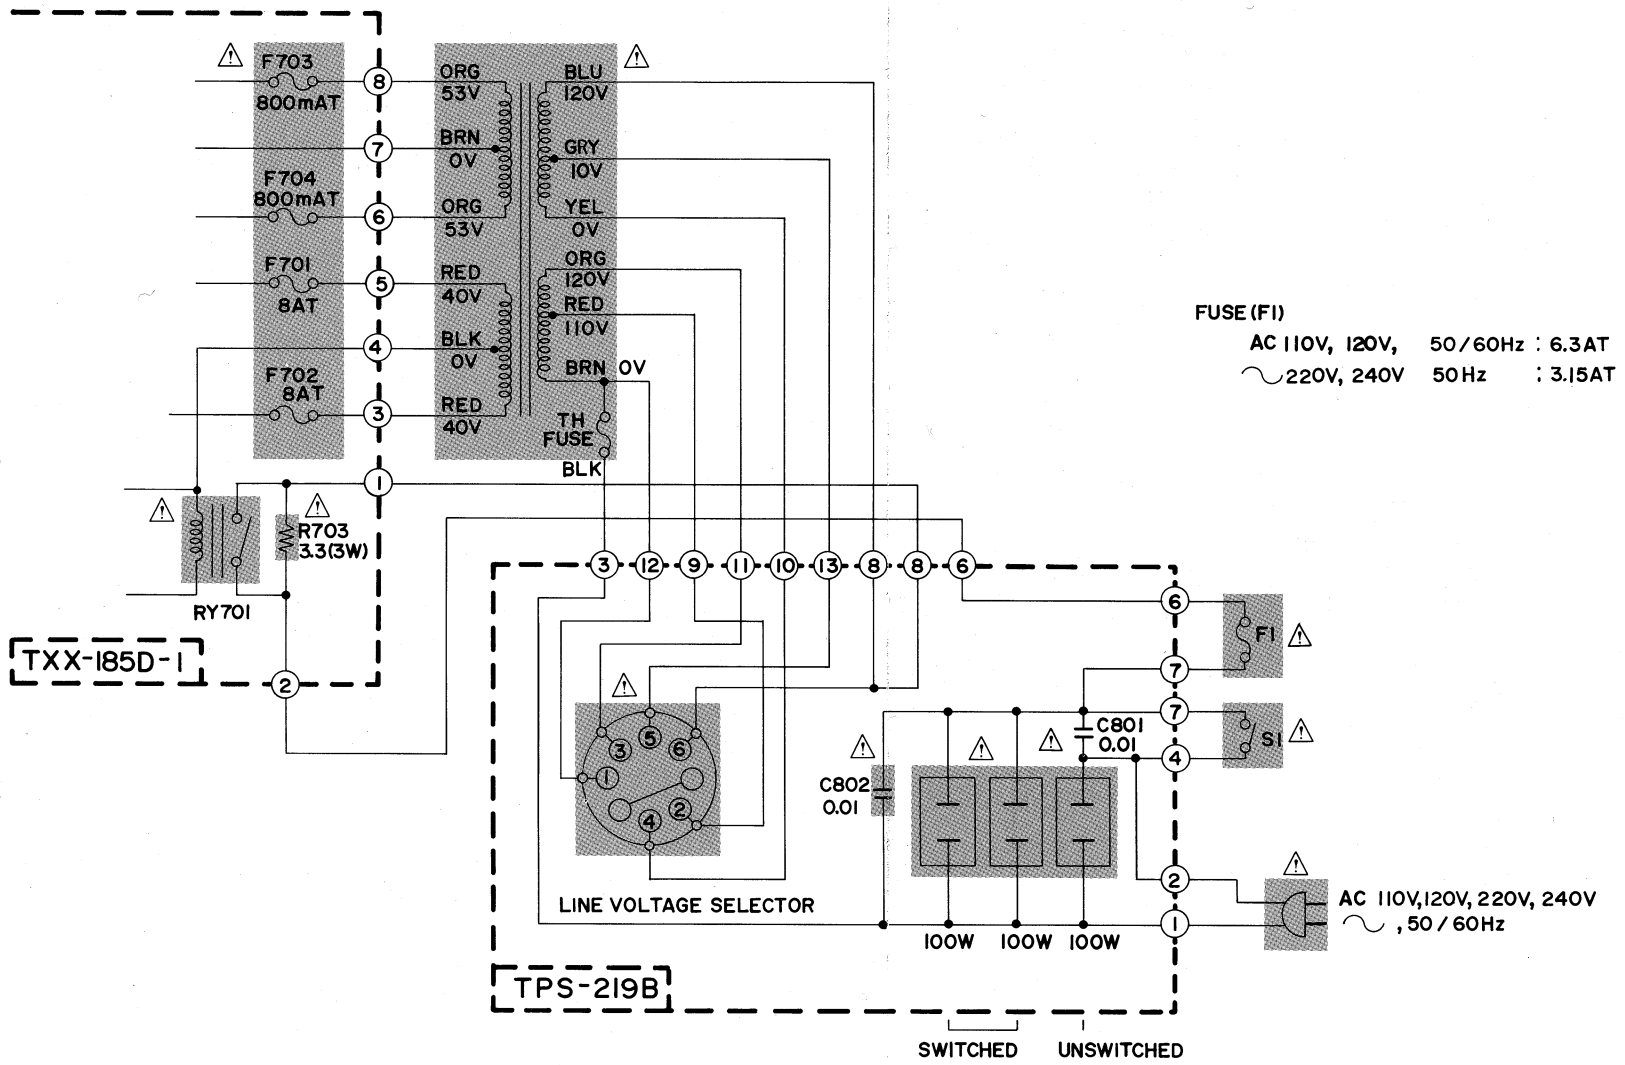 F703
800mAT
8
ORG
53V
BLU
120V
7
BRN
0V
GRY
10V
F704
800mAT
6
ORG
53V
YEL
0V
F701
8AT
5
RED
40V
ORG
120V
RED
110V
4
BLK
0V
F702
8AT
3
RED
40V
BRN 0V
TH
FUSE
BLK
FUSE (F1)
AC 110V, 120V, 50/60Hz : 6.3AT
220V, 240V 50Hz : 3.15AT
1
R703
3.3(3W)
RY701
TXX-185D-1
2
3 12 9 11 10 13 8 8 6
6
F1
7
7
S1
4
3 5 6
1
4 2
C801
0.01
C802
0.01
2
1
AC 110V,120V, 220V, 240V
, 50/60Hz
LINE VOLTAGE SELECTOR
100W 100W 100W
TPS-219B
SWITCHED UNSWITCHED